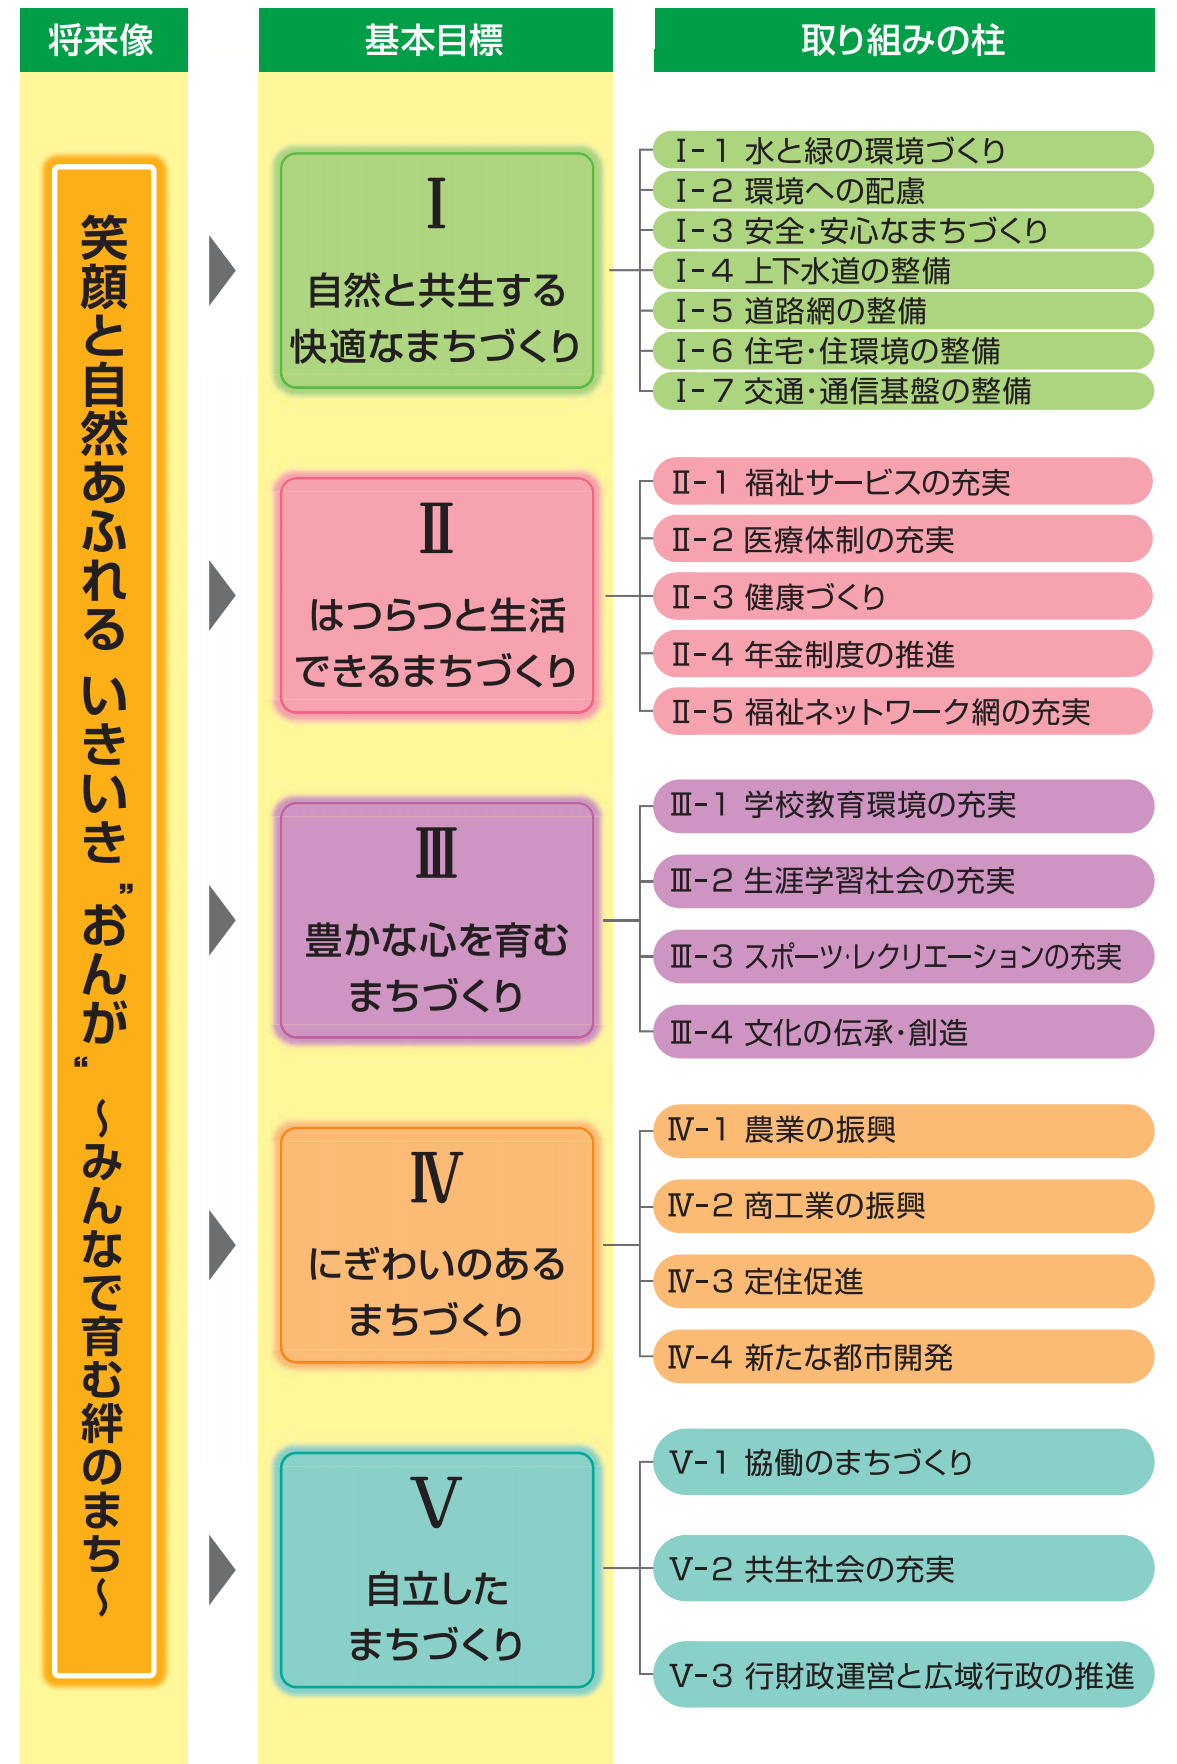 将来像
基本目標
取り組みの柱
笑顔と自然あふれる いきいき”おんが“ ～みんなで育む絆のまち～
Ⅰ
自然と共生する
快適なまちづくり
Ⅰ-1 水と緑の環境づくり
Ⅰ-2 環境への配慮
Ⅰ-3 安全・安心なまちづくり
Ⅰ-4 上下水道の整備
Ⅰ-5 道路網の整備
Ⅰ-6 住宅・住環境の整備
Ⅰ-7 交通・通信基盤の整備
Ⅱ
はつらつと生活
できるまちづくり
Ⅱ-1 福祉サービスの充実
Ⅱ-2 医療体制の充実
Ⅱ-3 健康づくり
Ⅱ-4 年金制度の推進
Ⅱ-5 福祉ネットワーク網の充実
Ⅲ
豊かな心を育む
まちづくり
Ⅲ-1 学校教育環境の充実
Ⅲ-2 生涯学習社会の充実
Ⅲ-3 スポーツ・レクリエーションの充実
Ⅲ-4 文化の伝承・創造
Ⅳ
にぎわいのある
まちづくり
Ⅳ-1 農業の振興
Ⅳ-2 商工業の振興
Ⅳ-3 定住促進
Ⅳ-4 新たな都市開発
Ⅴ
自立した
まちづくり
Ⅴ-1 協働のまちづくり
Ⅴ-2 共生社会の充実
Ⅴ-3 行財政運営と広域行政の推進